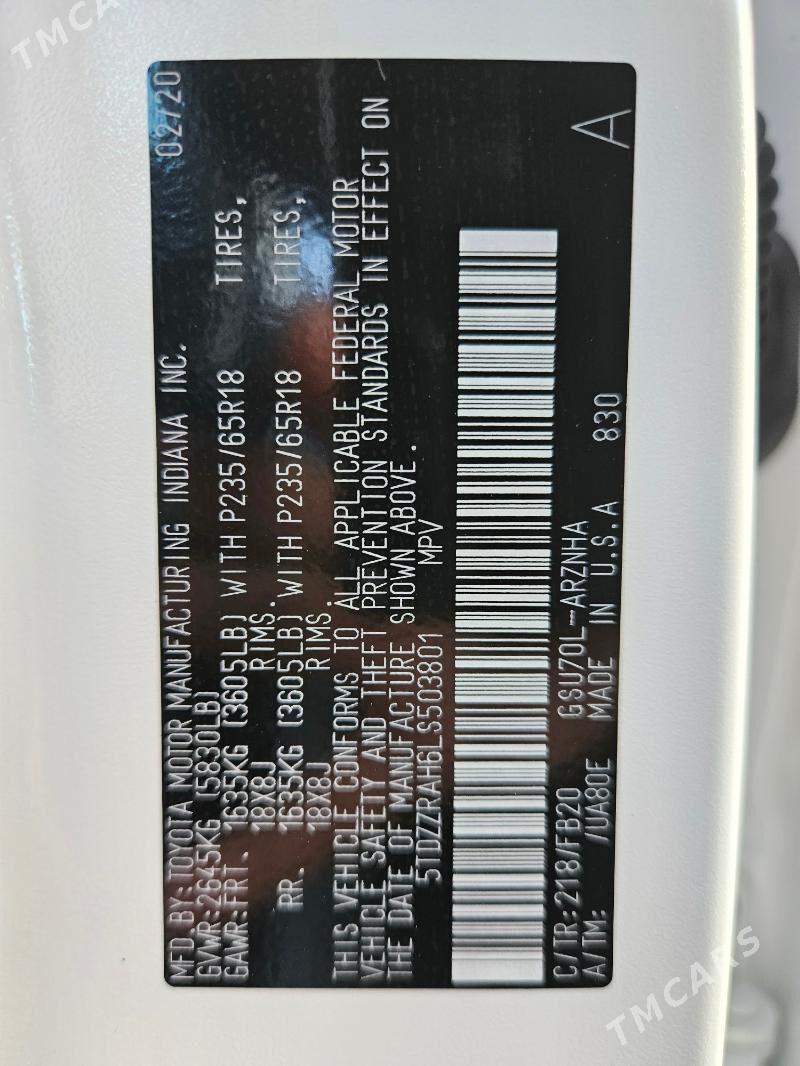 TMCARS
MFD. BY: TOYOTA MOTOR MANUFACTURING INDIANA INC. 02/20
GVWR: 2645KG (5830LB)
GAWR: FRT. 1635KG (3605LB) WITH P235/65R18 TIRES,
18X8J RIMS.
RR. 1635KG (3605LB) WITH P235/65R18 TIRES,
18X8J RIMS.
THIS VEHICLE CONFORMS TO ALL APPLICABLE FEDERAL MOTOR
VEHICLE SAFETY AND THEFT PREVENTION STANDARDS IN EFFECT ON
THE DATE OF MANUFACTURE SHOWN ABOVE.
5TDZZRAH6LS503801 MPV
C/TR: 218/FB20 GSU70L-ARZNHA
A/TM: /UA80E MADE IN U.S.A 830 A
TMCARS